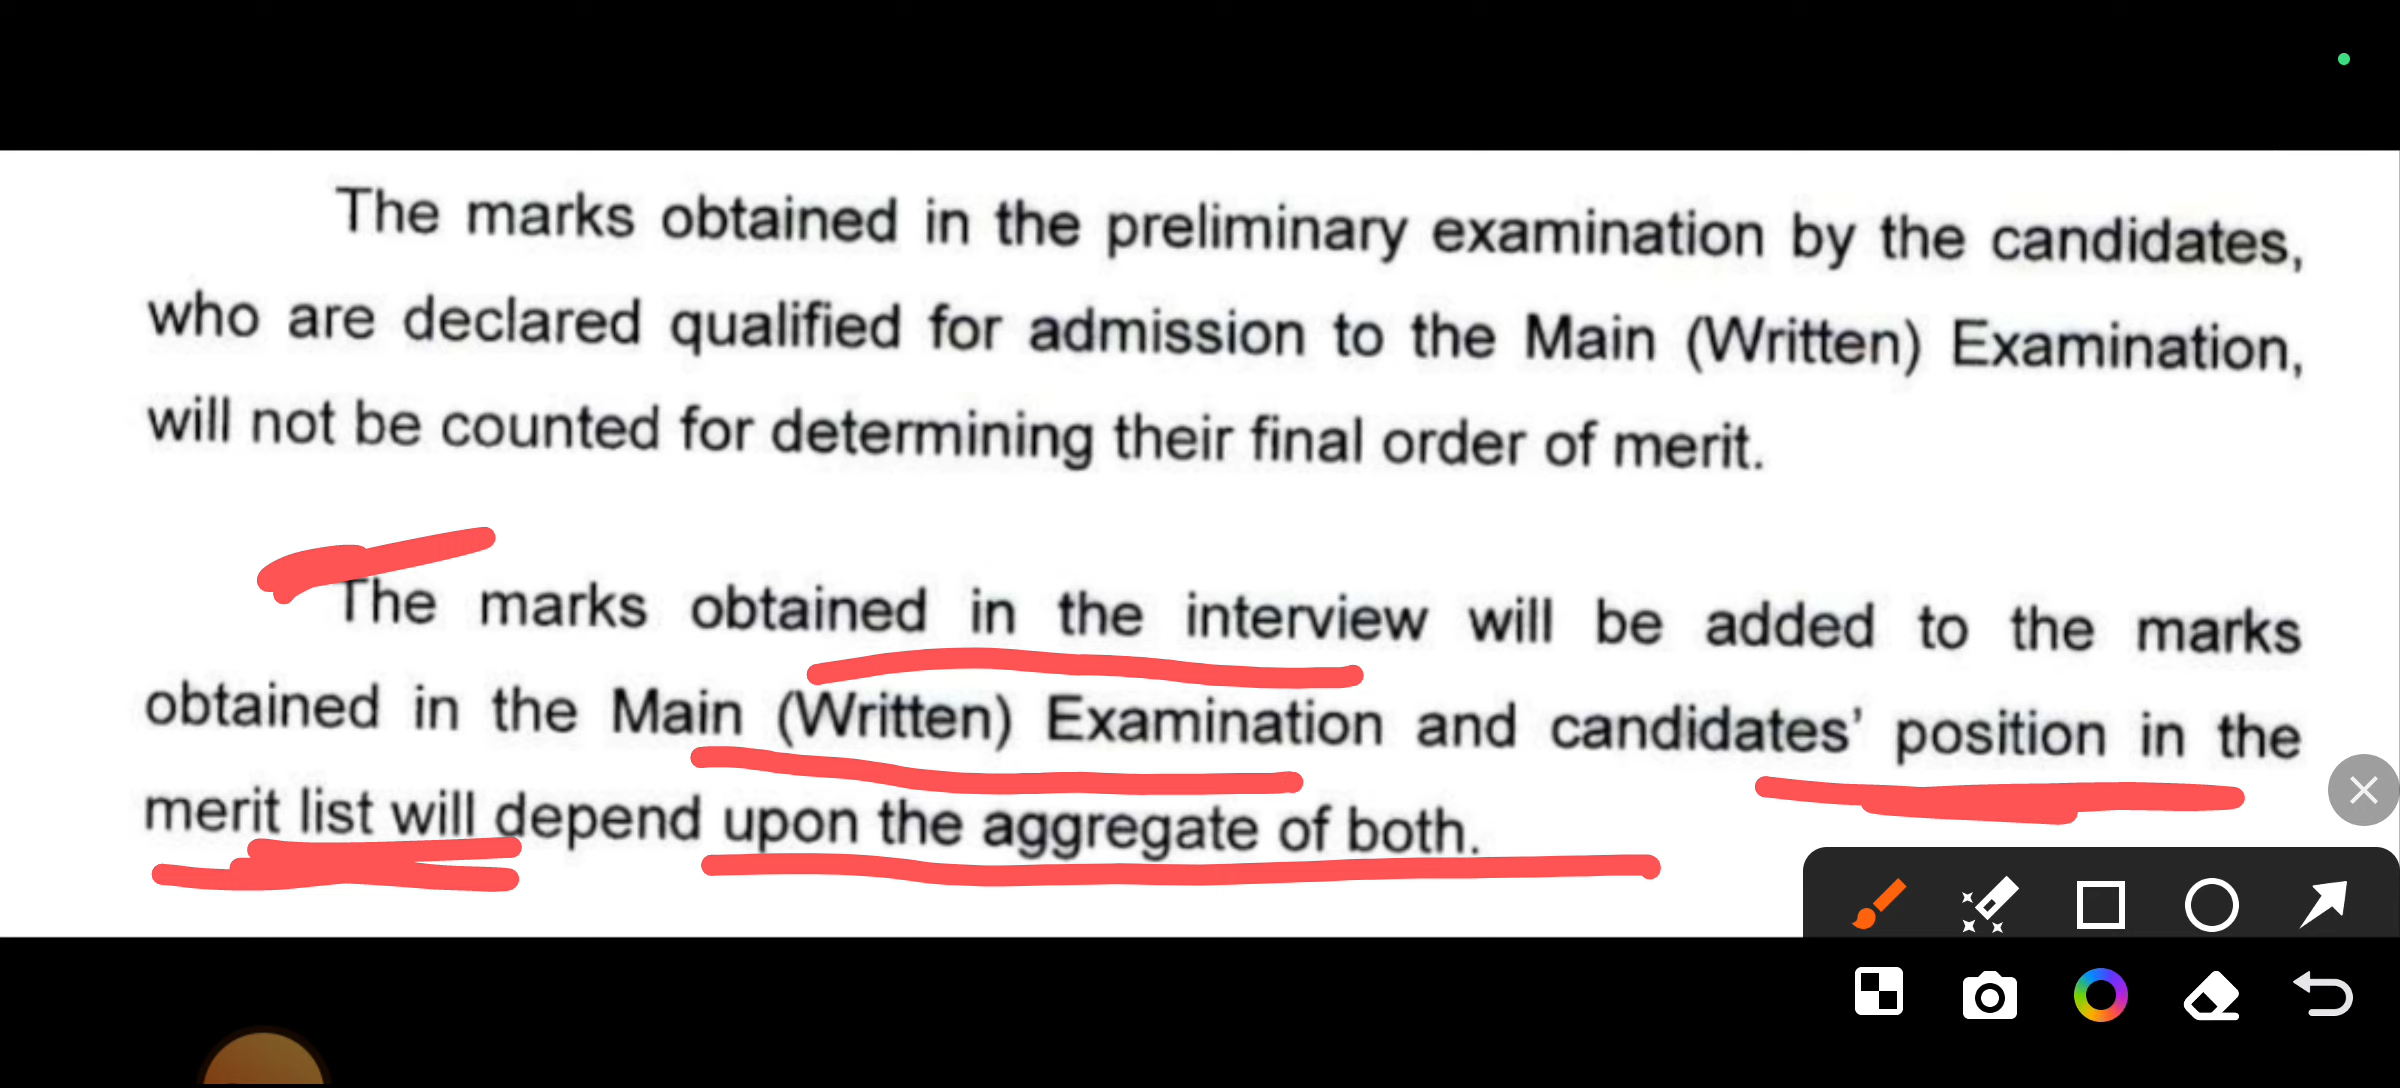 The marks obtained in the preliminary examination by the candidates,
who are declared qualified for admission to the Main (Written) Examination,
will not be counted for determining their final order of merit.
The marks obtained in the interview will be added to the marks
obtained in the Main (Written) Examination and candidates’ position in the
merit list will depend upon the aggregate of both.